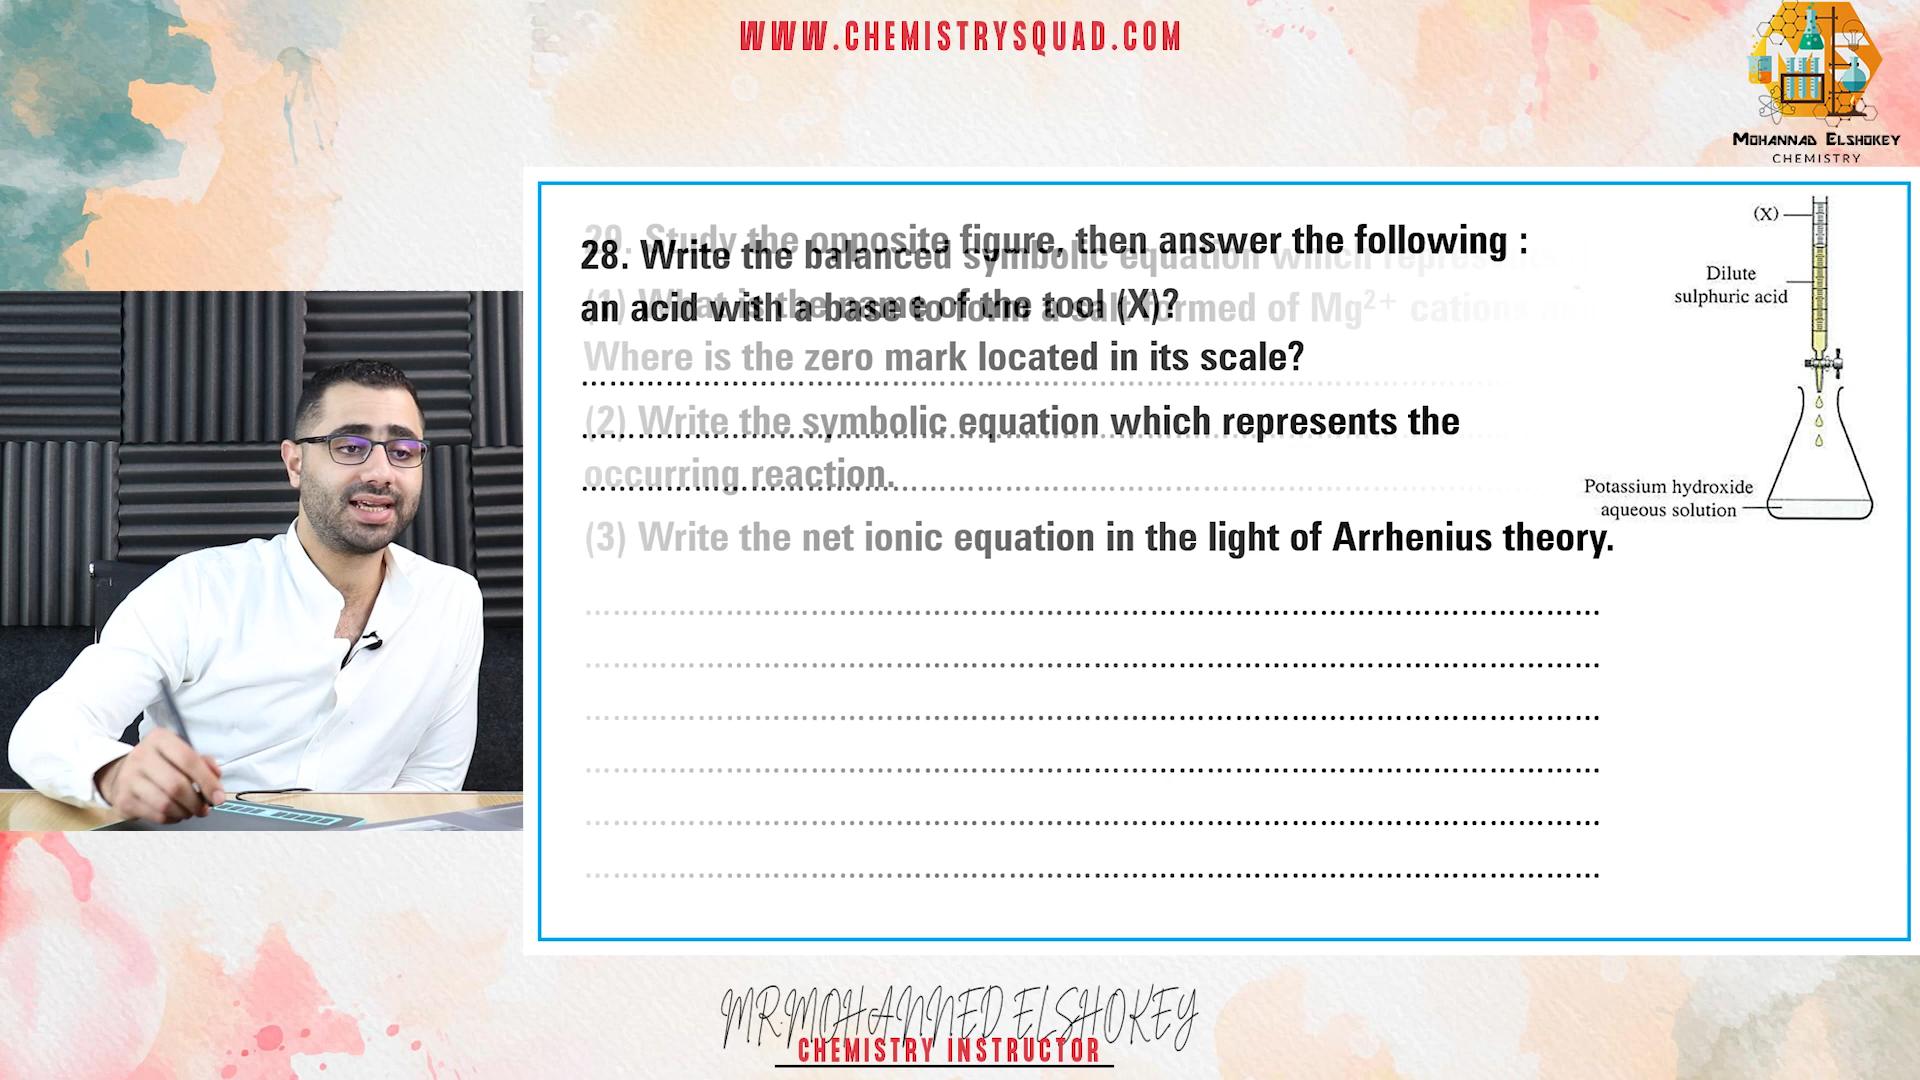 WWW.CHEMISTRYSQUAD.COM
MS
MOHANNAD ELSHOKEY
CHEMISTRY
29. Study the opposite figure, then answer the following :
28. Write the balanced symbolic equation which represents
(1) What is the name of the tool (X)?
an acid with a base to form a salt formed of Mg²⁺ cations
Where is the zero mark located in its scale?
(2) Write the symbolic equation which represents the
occurring reaction.
(3) Write the net ionic equation in the light of Arrhenius theory.
(X)
Dilute
sulphuric acid
Potassium hydroxide
aqueous solution
MR.MOHANNED ELSHOKEY
CHEMISTRY INSTRUCTOR